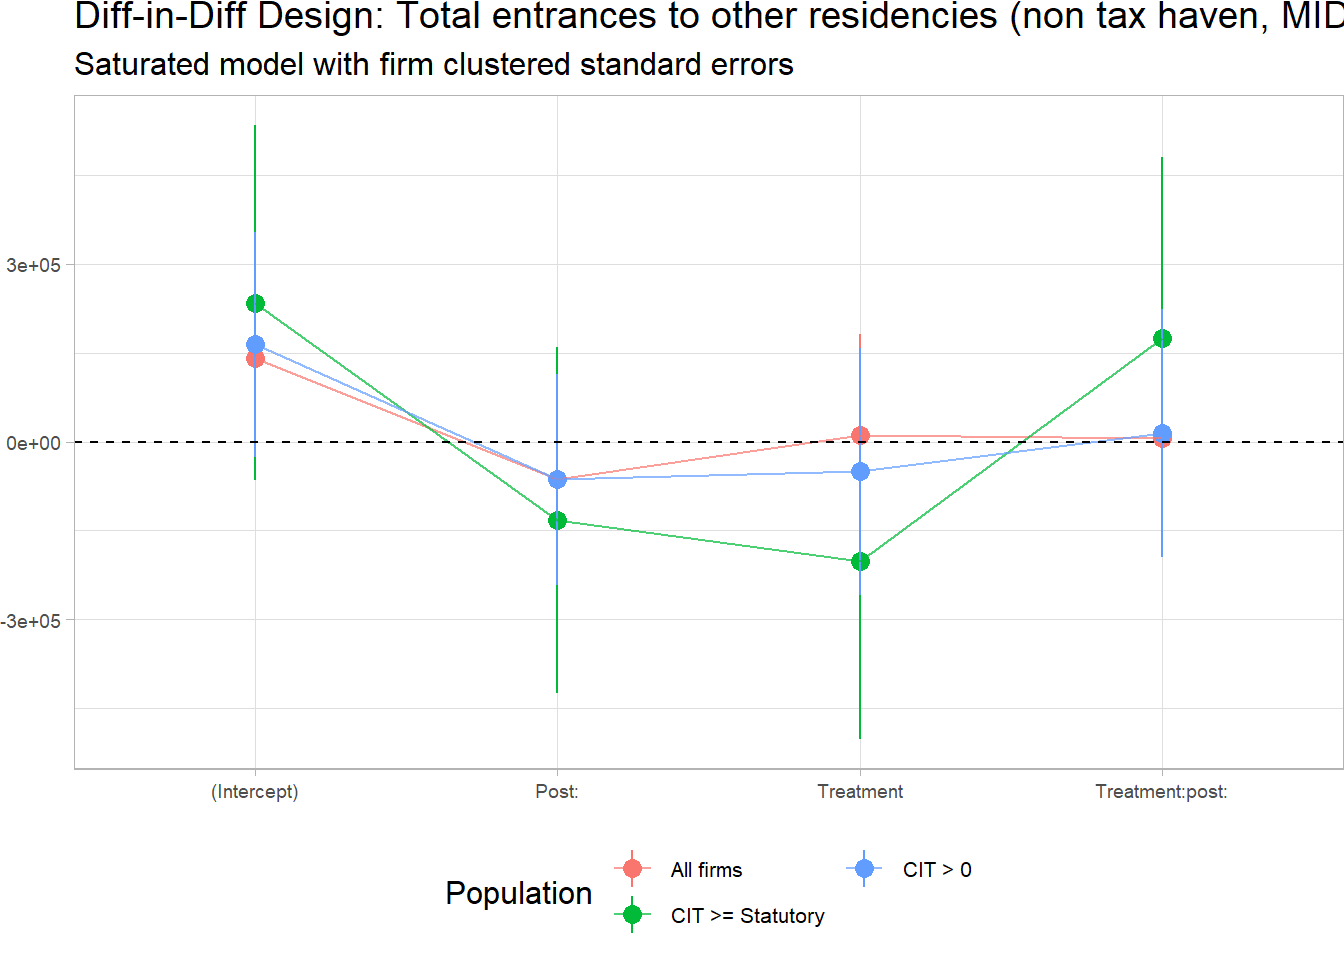 Diff-in-Diff Design: Total entrances to other residencies (non tax haven, MID
Saturated model with firm clustered standard errors
3e+05
0e+00
-3e+05
(Intercept) Post: Treatment Treatment:post:
Population
All firms CIT > 0
CIT >= Statutory